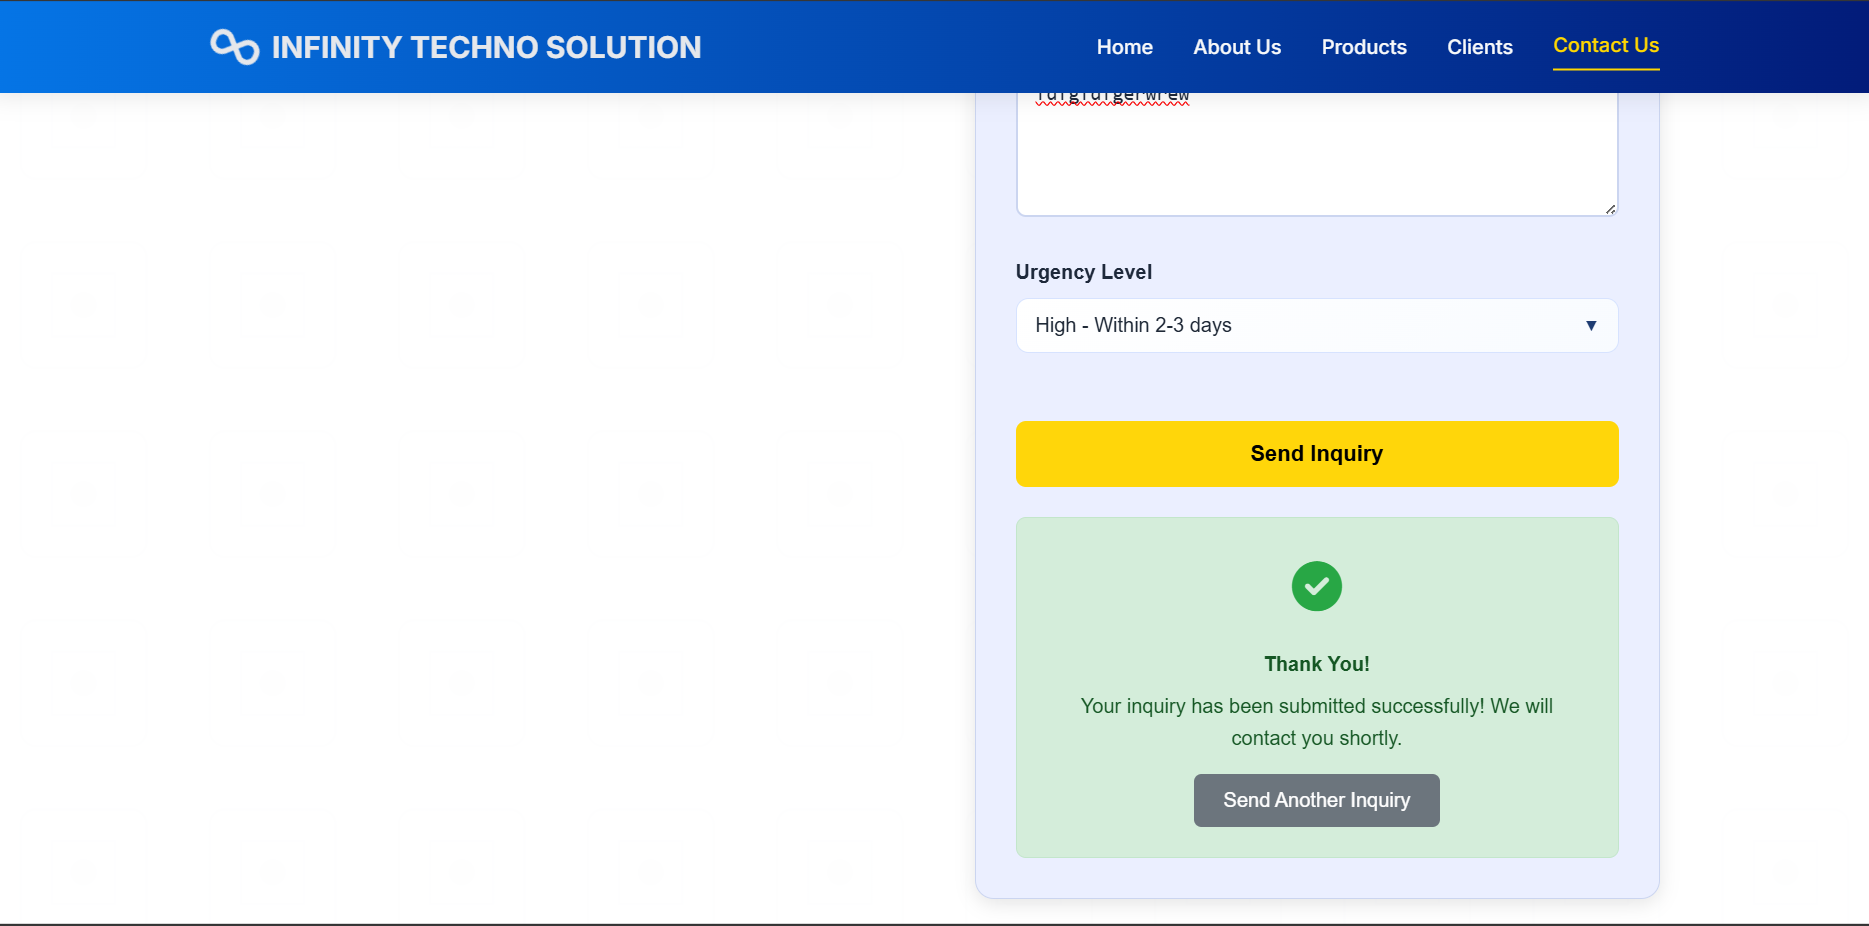 INFINITY TECHNO SOLUTION
Home
About Us
Products
Clients
Contact Us
Urgency Level
High - Within 2-3 days
Send Inquiry
Thank You!
Your inquiry has been submitted successfully! We will
contact you shortly.
Send Another Inquiry